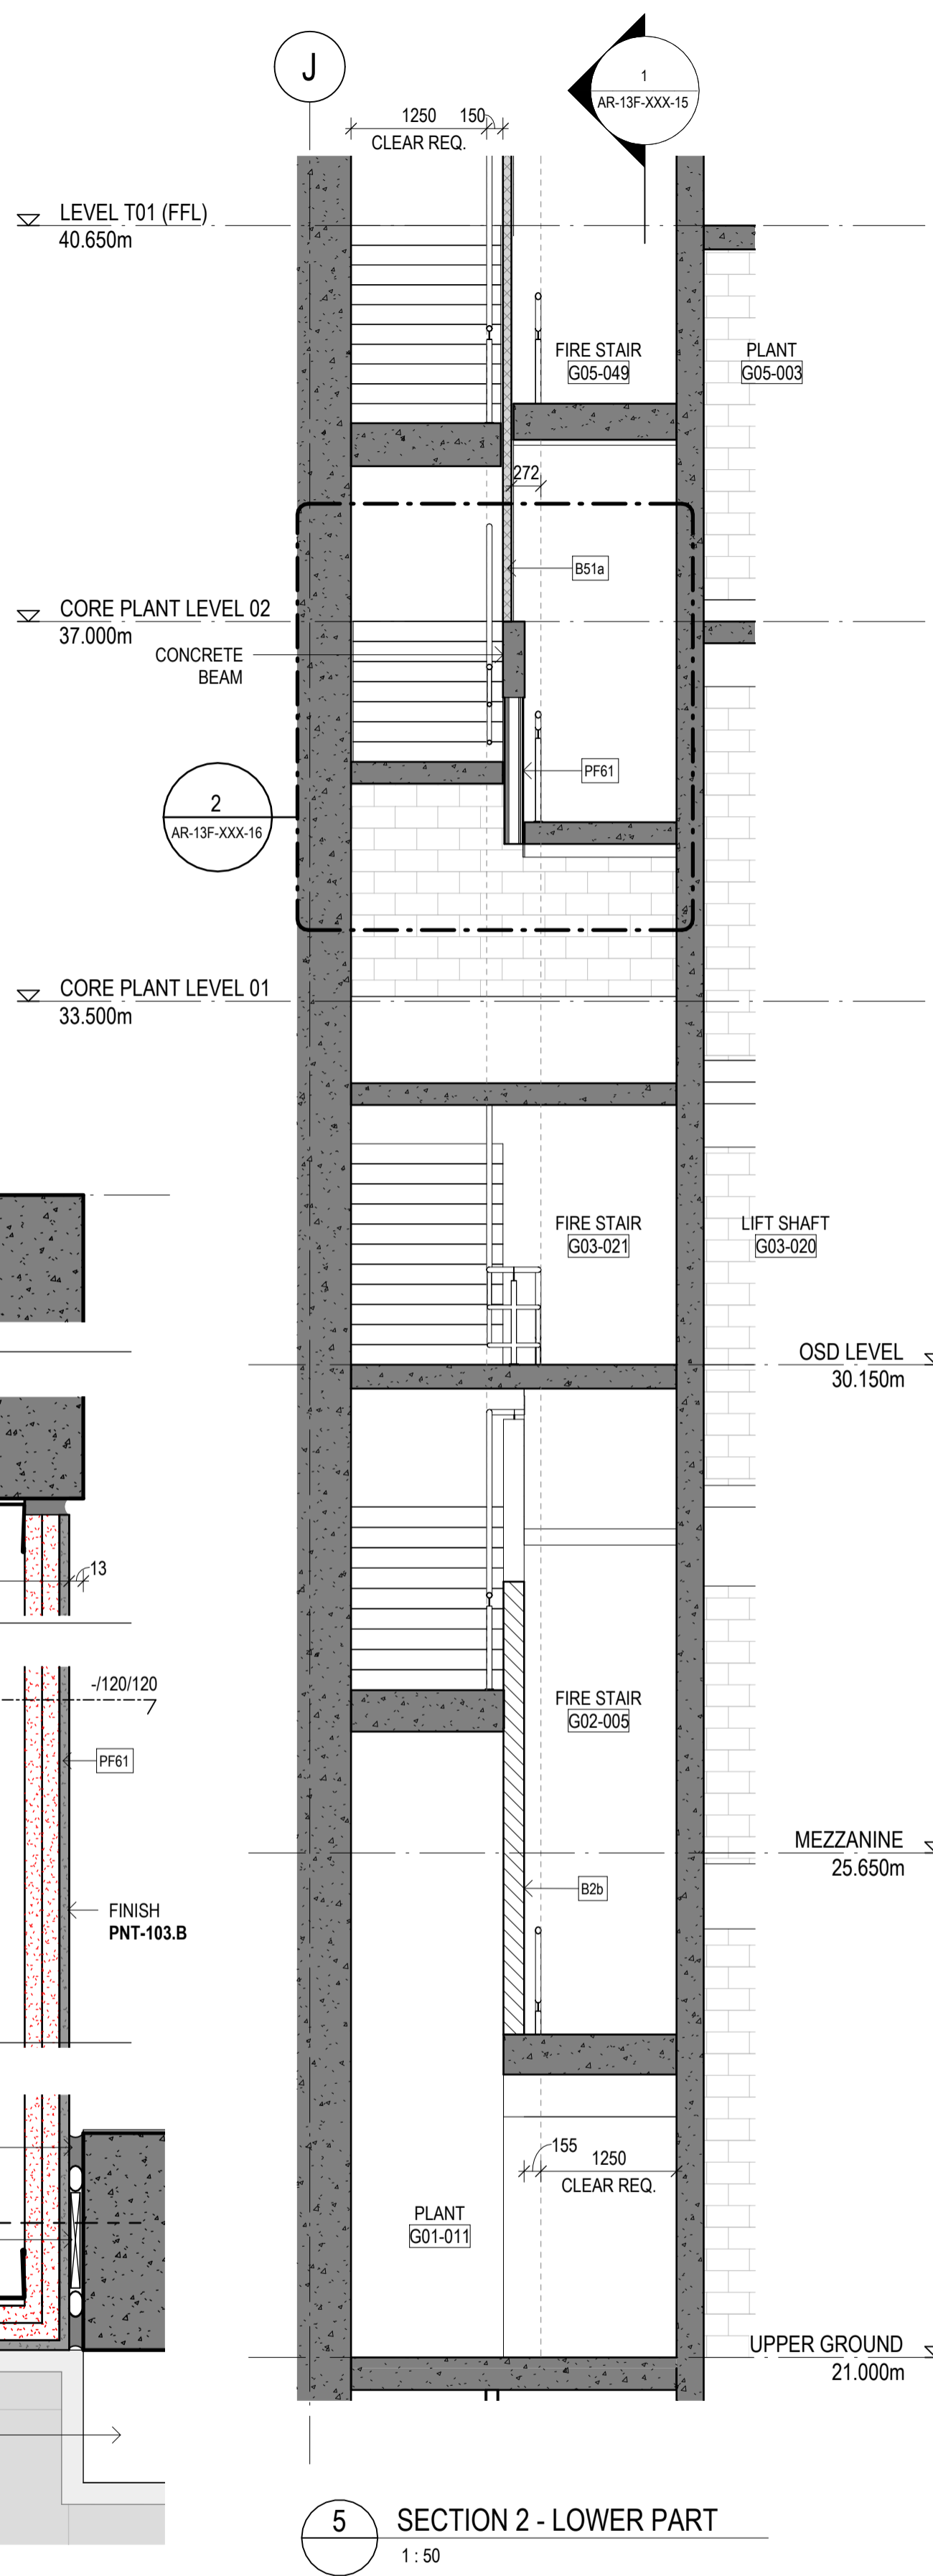 J
1
AR-13F-XXX-15
1250 150
CLEAR REQ.
LEVEL T01 (FFL)
40.650m
FIRE STAIR
G05-049
PLANT
G05-003
272
B51a
CORE PLANT LEVEL 02
37.000m
CONCRETE
BEAM
PF61
2
AR-13F-XXX-16
CORE PLANT LEVEL 01
33.500m
FIRE STAIR
G03-021
LIFT SHAFT
G03-020
OSD LEVEL
30.150m
13
-/120/120
PF61
FIRE STAIR
G02-005
MEZZANINE
25.650m
B2b
FINISH
PNT-103.B
155 1250
CLEAR REQ.
PLANT
G01-011
UPPER GROUND
21.000m
5
SECTION 2 - LOWER PART
1 : 50